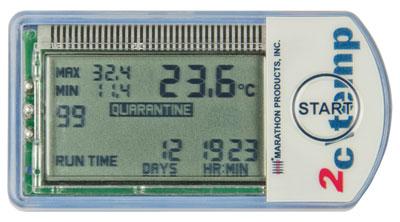 MAX 32.4
MIN 11.4
23.6 °C
QUARANTINE
99
RUN TIME 12 19 23
DAYS HR:MIN
MARATHON PRODUCTS, INC.
START
2c\temp